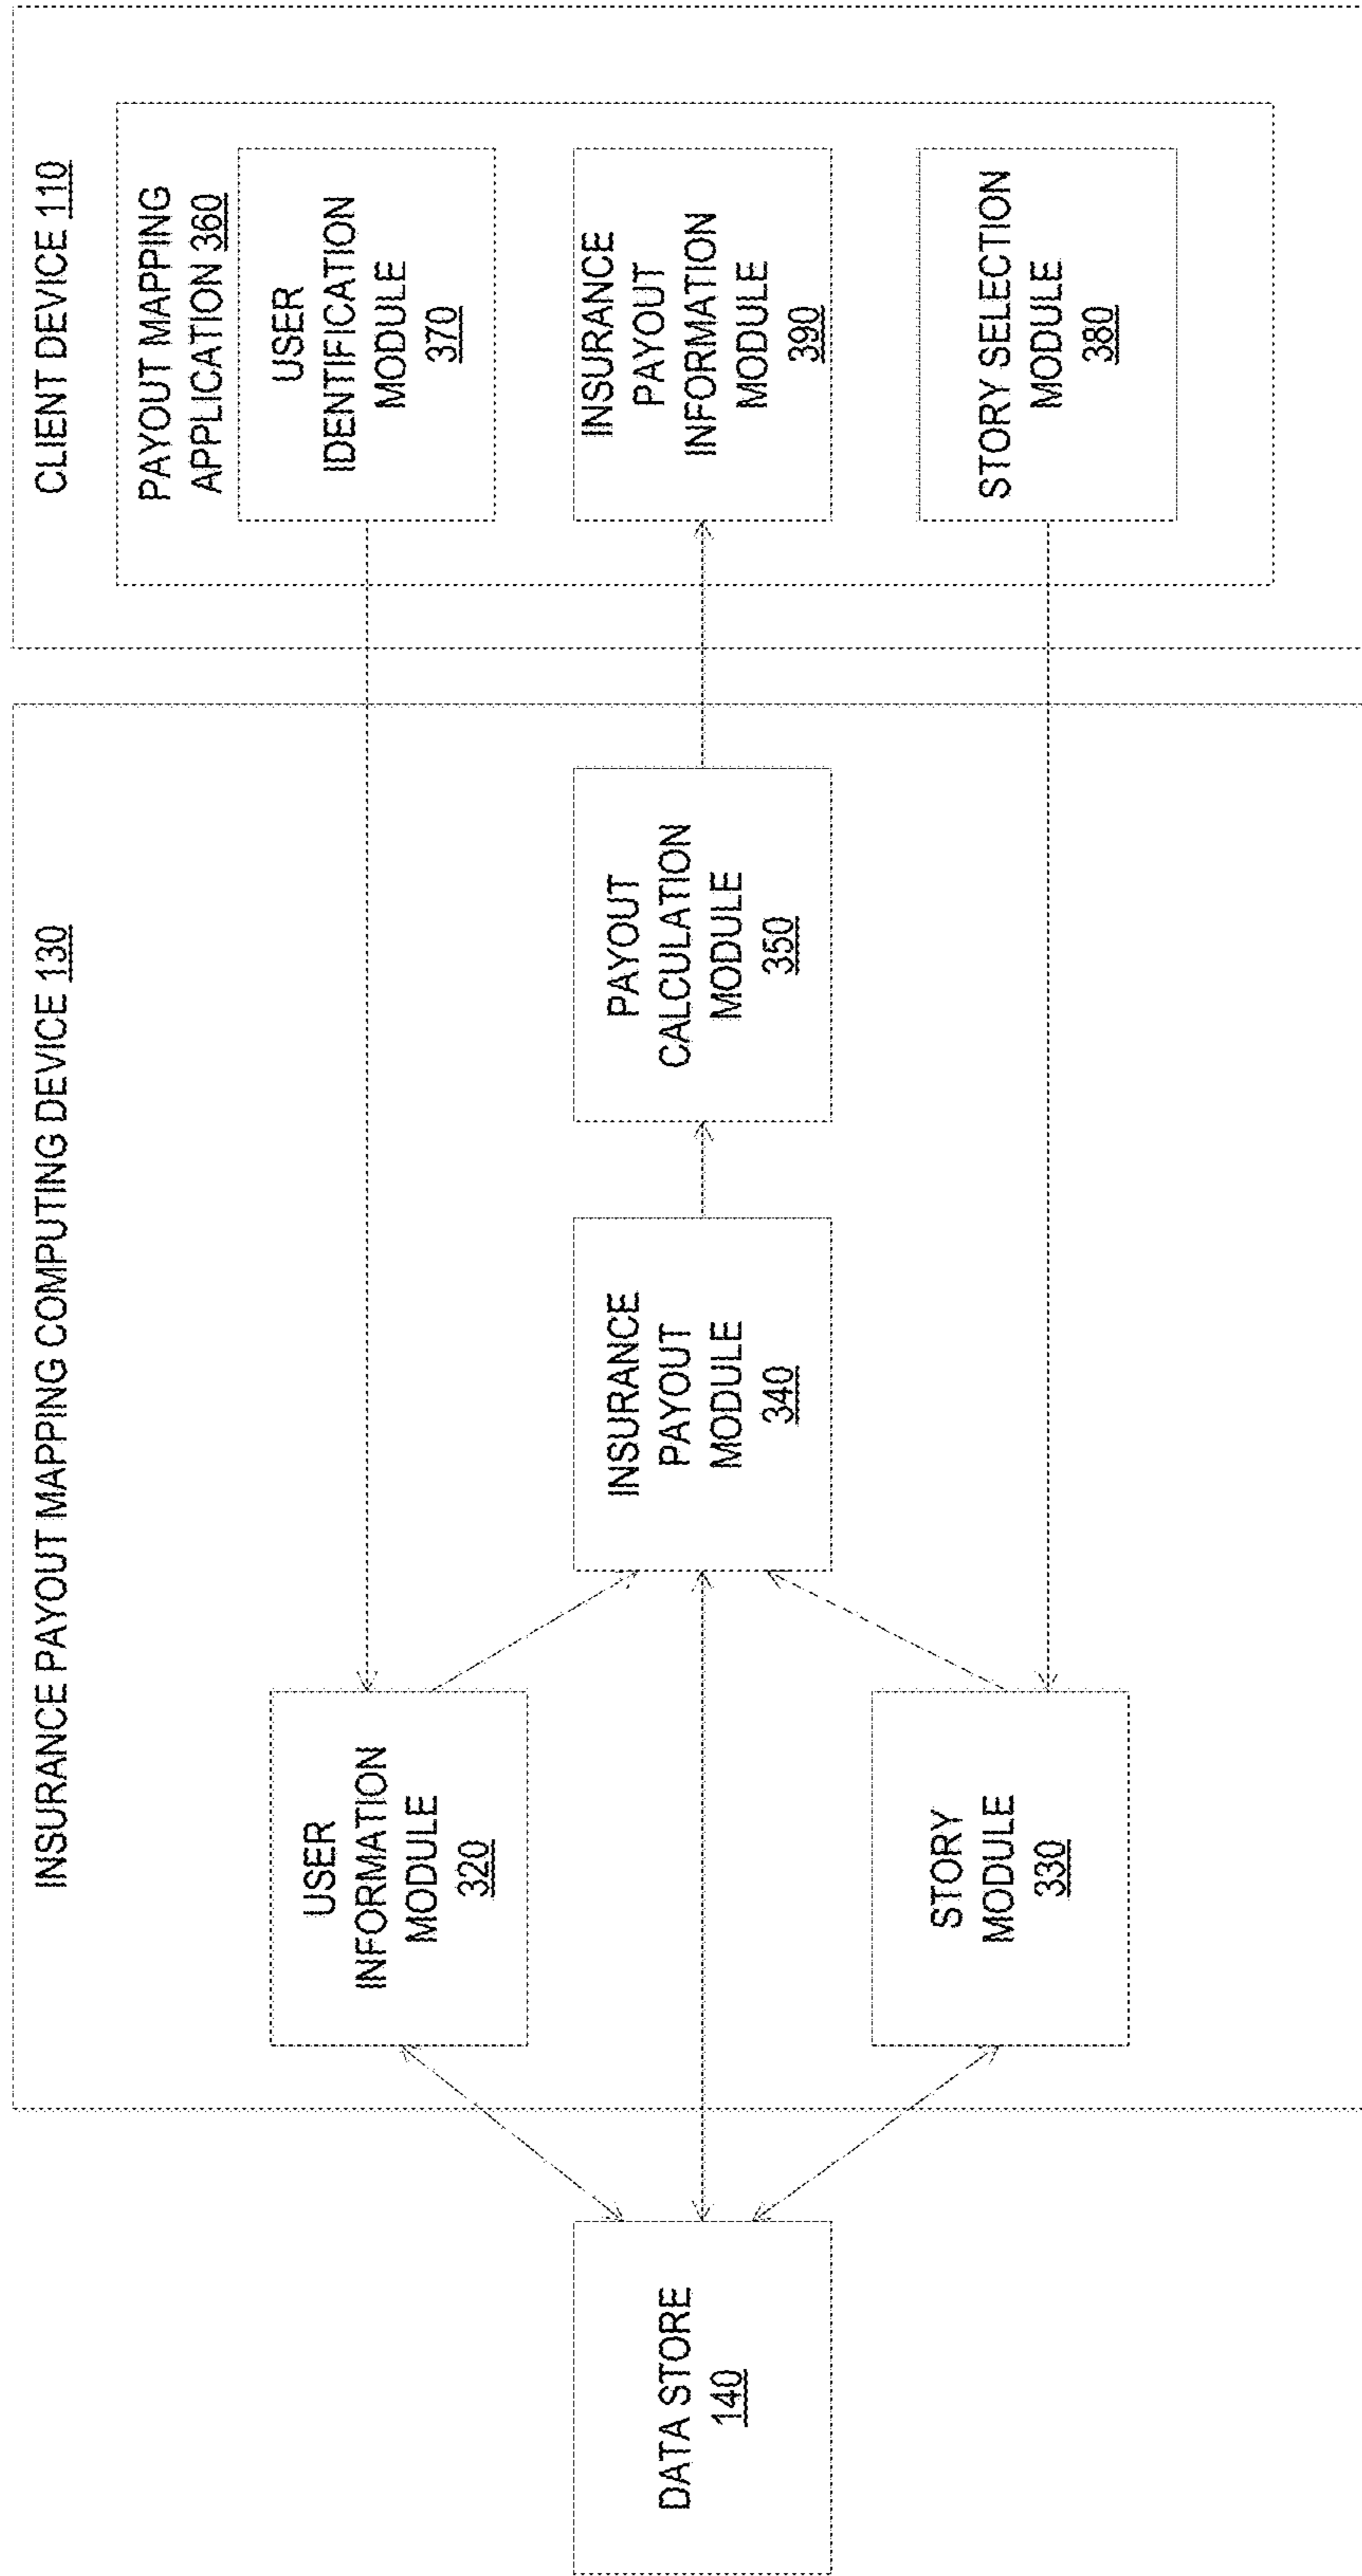 INSURANCE PAYOUT MAPPING COMPUTING DEVICE 130
CLIENT DEVICE 110
PAYOUT MAPPING
APPLICATION 360
DATA STORE
140
USER
INFORMATION
MODULE
320
STORY
MODULE
330
INSURANCE
PAYOUT
MODULE
340
PAYOUT
CALCULATION
MODULE
350
USER
IDENTIFICATION
MODULE
370
INSURANCE
PAYOUT
INFORMATION
MODULE
390
STORY SELECTION
MODULE
380